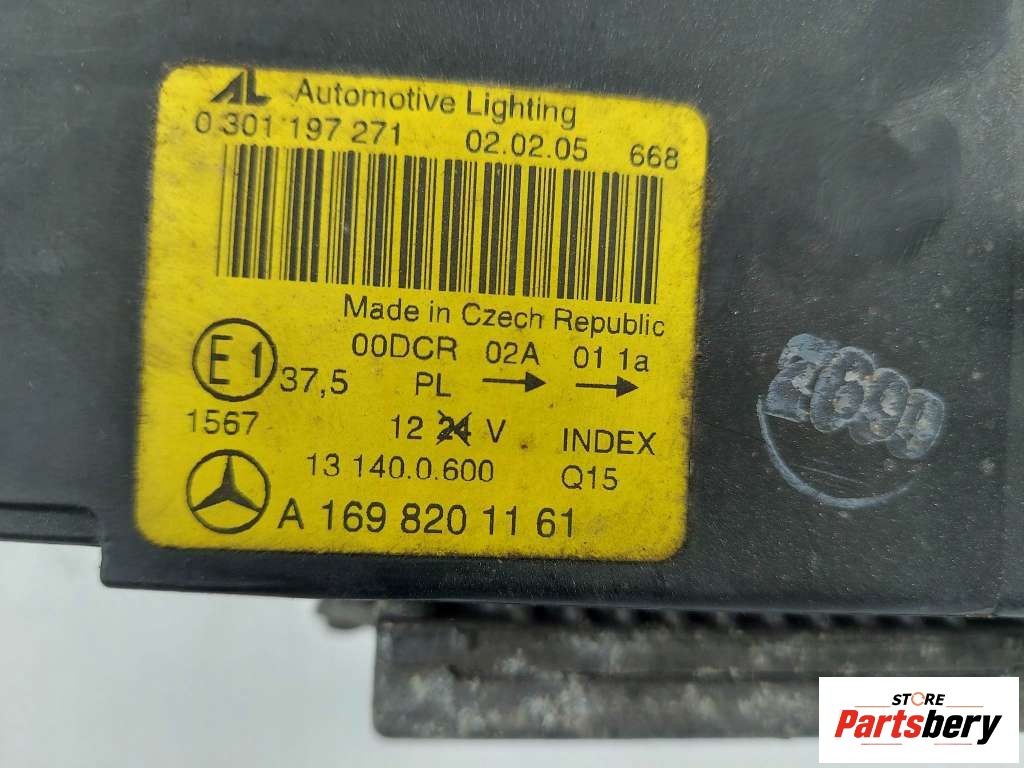 AL Automotive Lighting
0 301 197 271 02.02.05 668
Made in Czech Republic
00DCR 02A 01 1a
E1 37,5 PL → →
1567 12 24 V INDEX
13 140.0.600 Q15
A 169 820 11 61
STORE
Partsbery